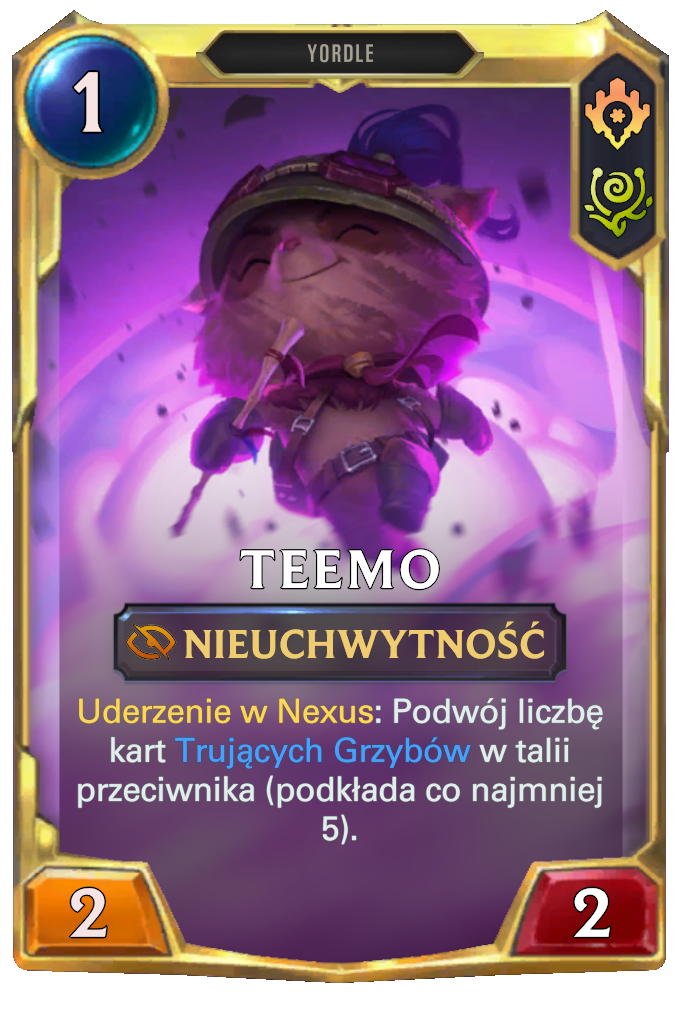 YORDLE
1
TEEMO
NIEUCHWYTNOŚĆ
Uderzenie w Nexus: Podwój liczbę
kart Trujących Grzybów w talii
przeciwnika (podkłada co najmniej
5).
2
2